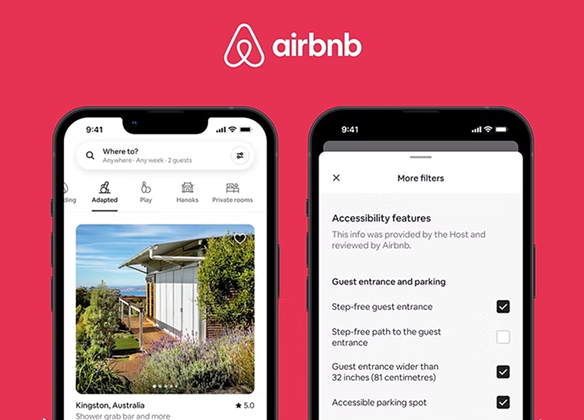 airbnb
9:41
Where to?
Anywhere · Any week · 2 guests
ding
Adapted
Play
Hanoks
Private rooms
Kingston, Australia
★ 5.0
Shower grab bar and more
9:41
More filters
Accessibility features
This info was provided by the Host and
reviewed by Airbnb.
Guest entrance and parking
Step-free guest entrance
Step-free path to the guest
entrance
Guest entrance wider than
32 inches (81 centimetres)
Accessible parking spot